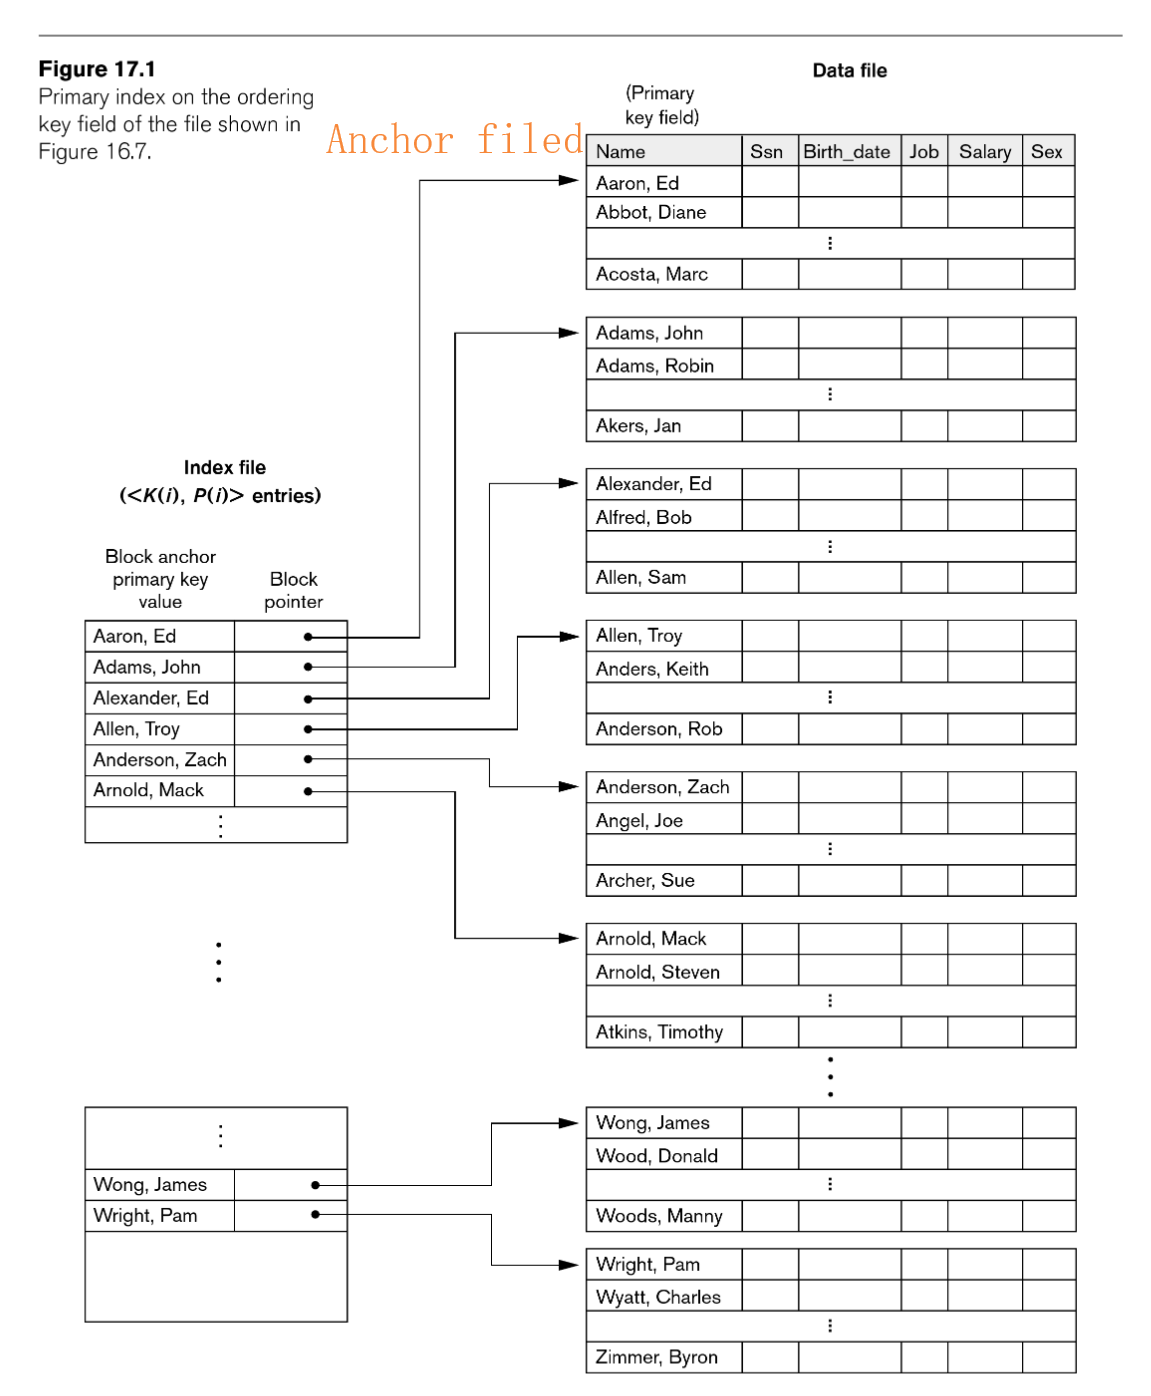 Figure 17.1
Primary index on the ordering
key field of the file shown in
Figure 16.7.
Anchor filed
Data file
(Primary
key field)
Name Ssn Birth_date Job Salary Sex
Aaron, Ed
Abbot, Diane
⋮
Acosta, Marc
Adams, John
Adams, Robin
⋮
Akers, Jan
Alexander, Ed
Alfred, Bob
⋮
Allen, Sam
Allen, Troy
Anders, Keith
⋮
Anderson, Rob
Anderson, Zach
Angel, Joe
⋮
Archer, Sue
Arnold, Mack
Arnold, Steven
⋮
Atkins, Timothy
⋮
Wong, James
Wood, Donald
⋮
Woods, Manny
Wright, Pam
Wyatt, Charles
⋮
Zimmer, Byron
Index file
(<K(i), P(i)> entries)
Block anchor
primary key
value
Block
pointer
Aaron, Ed
Adams, John
Alexander, Ed
Allen, Troy
Anderson, Zach
Arnold, Mack
⋮
⋮
⋮
Wong, James
Wright, Pam